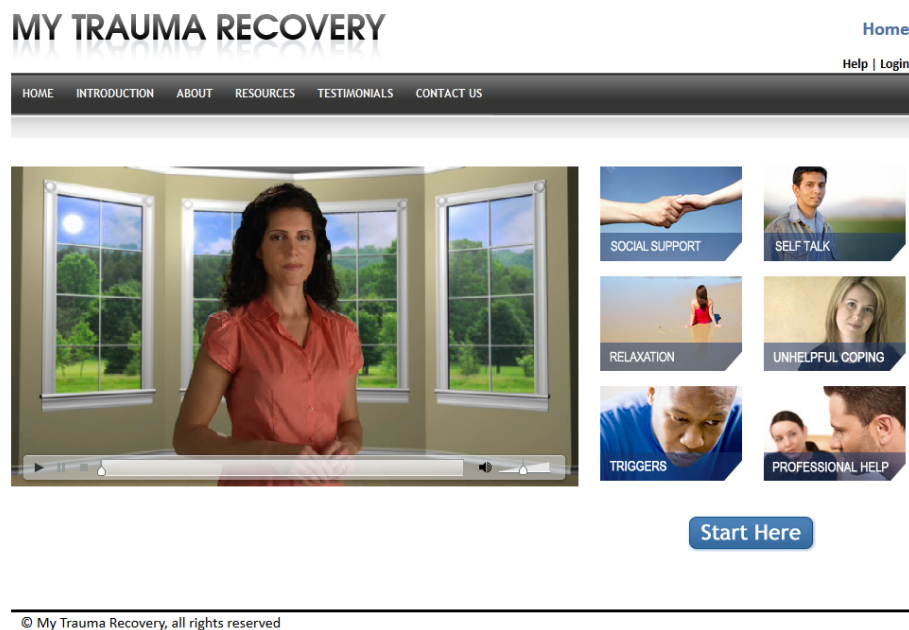 MY TRAUMA RECOVERY
Home
Help | Login
HOME INTRODUCTION ABOUT RESOURCES TESTIMONIALS CONTACT US
SOCIAL SUPPORT
SELF TALK
RELAXATION
UNHELPFUL COPING
TRIGGERS
PROFESSIONAL HELP
Start Here
© My Trauma Recovery, all rights reserved